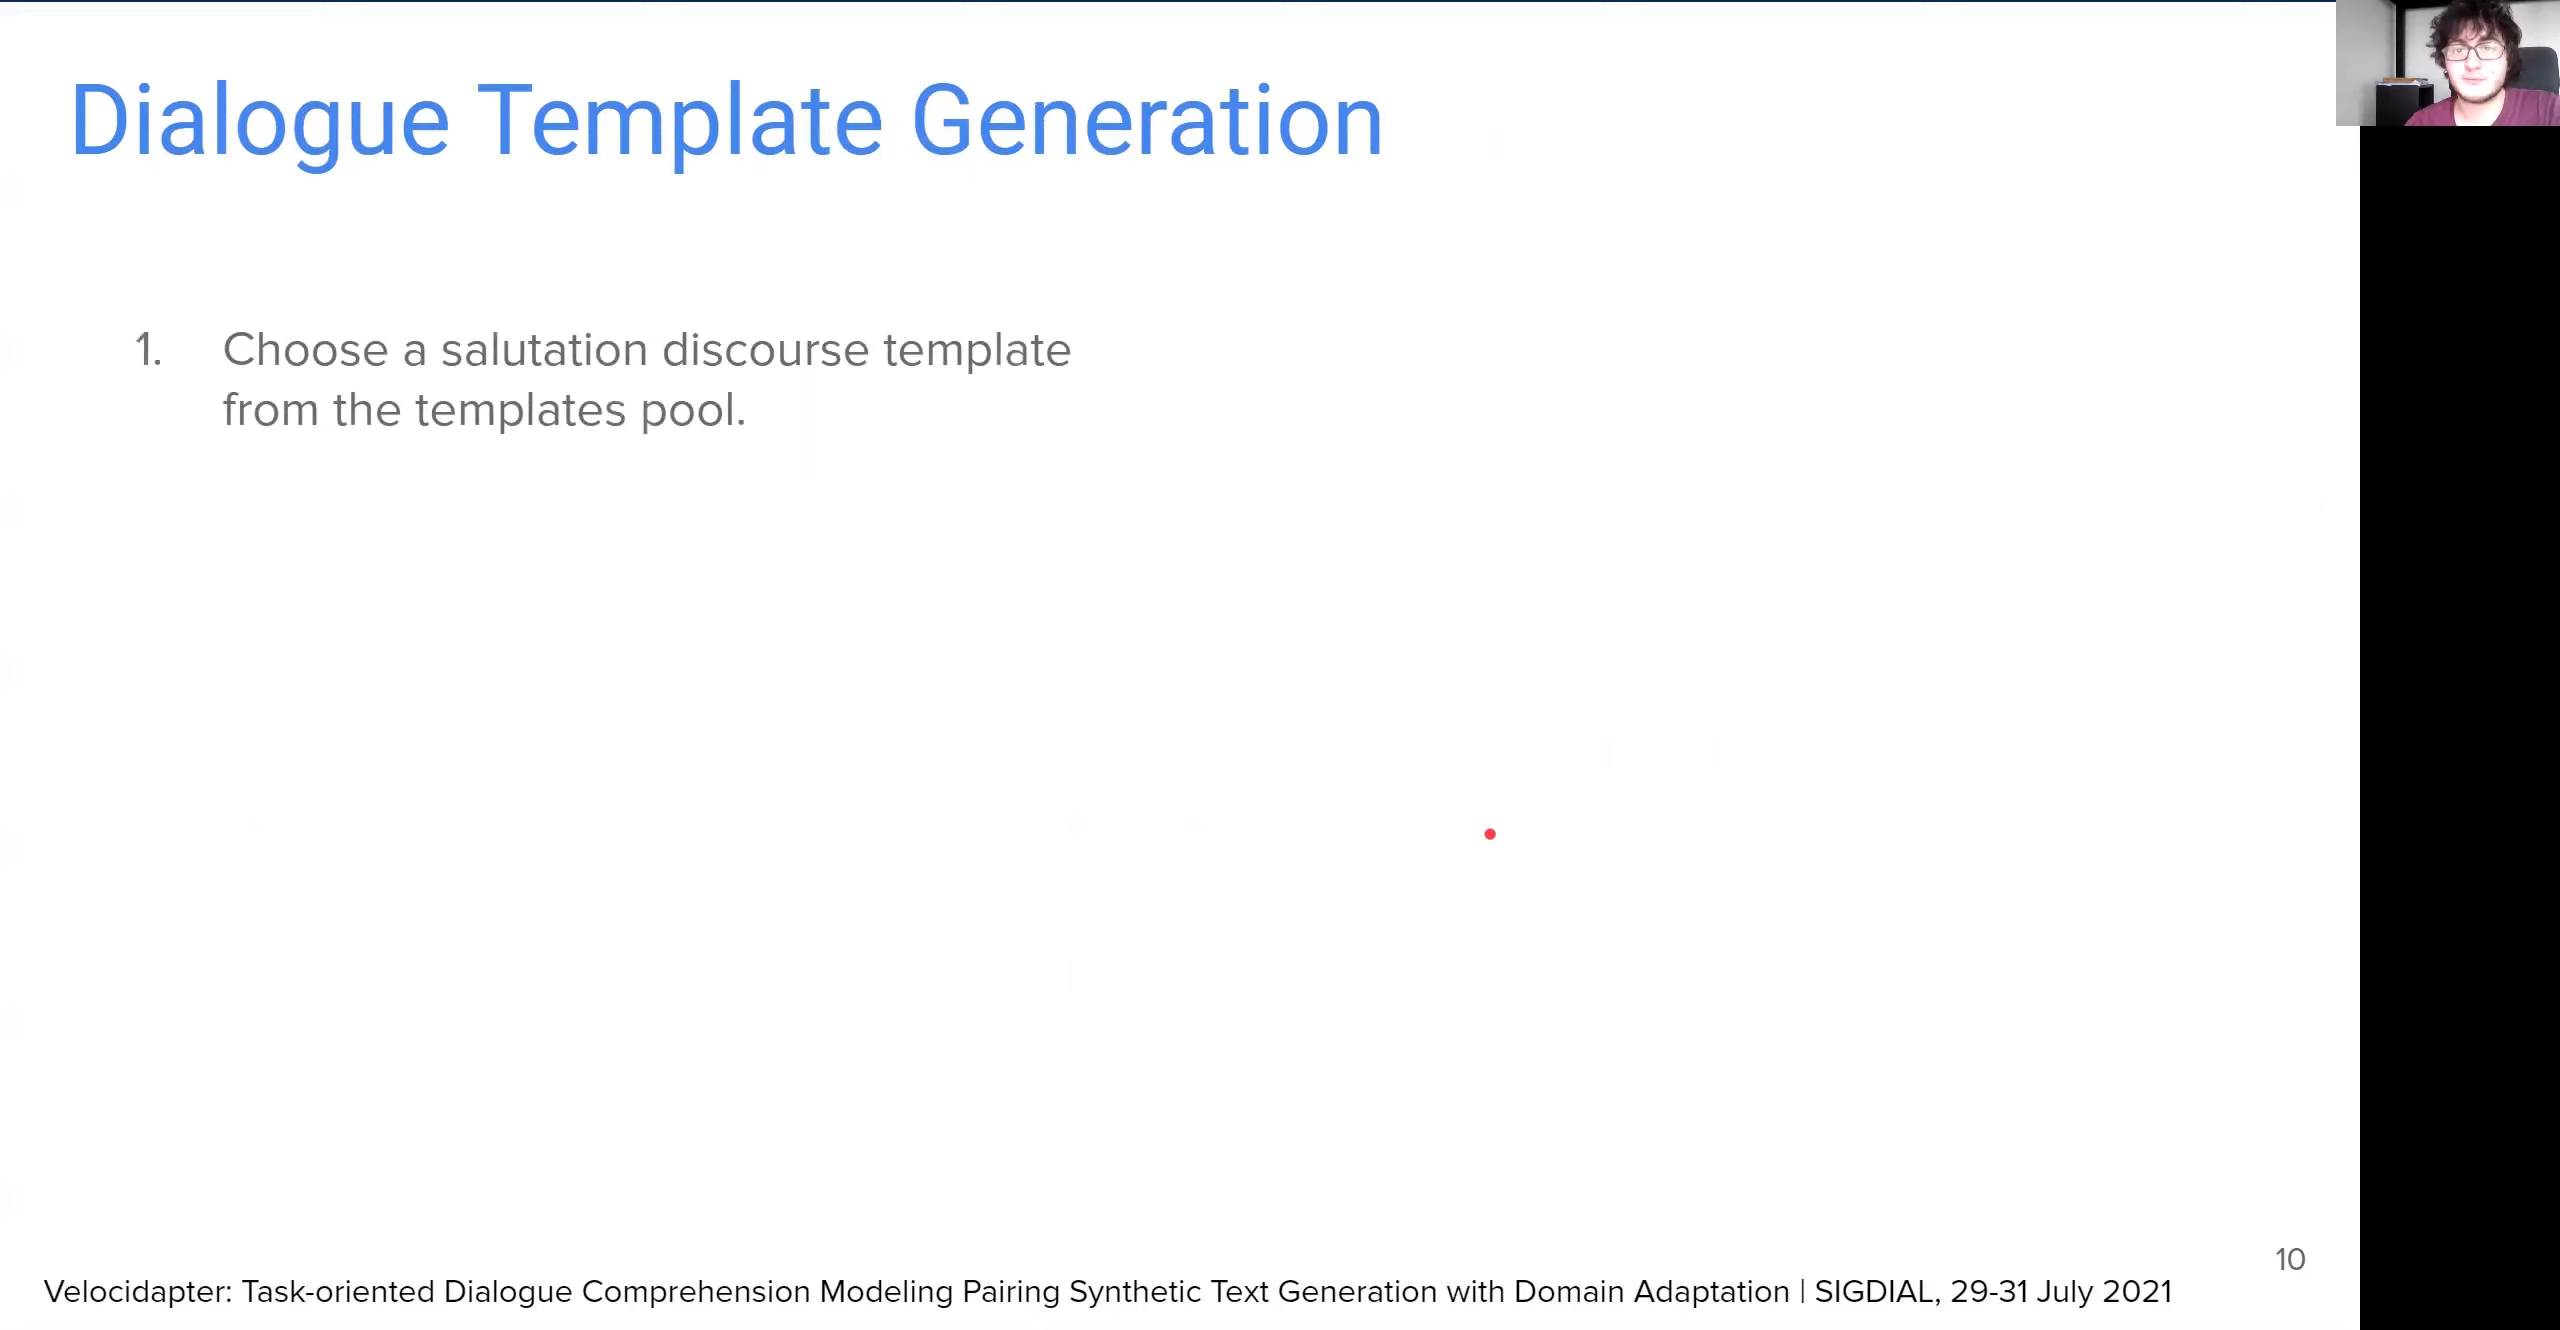 Dialogue Template Generation
1. Choose a salutation discourse template
from the templates pool.
10
Velocidapter: Task-oriented Dialogue Comprehension Modeling Pairing Synthetic Text Generation with Domain Adaptation | SIGDIAL, 29-31 July 2021